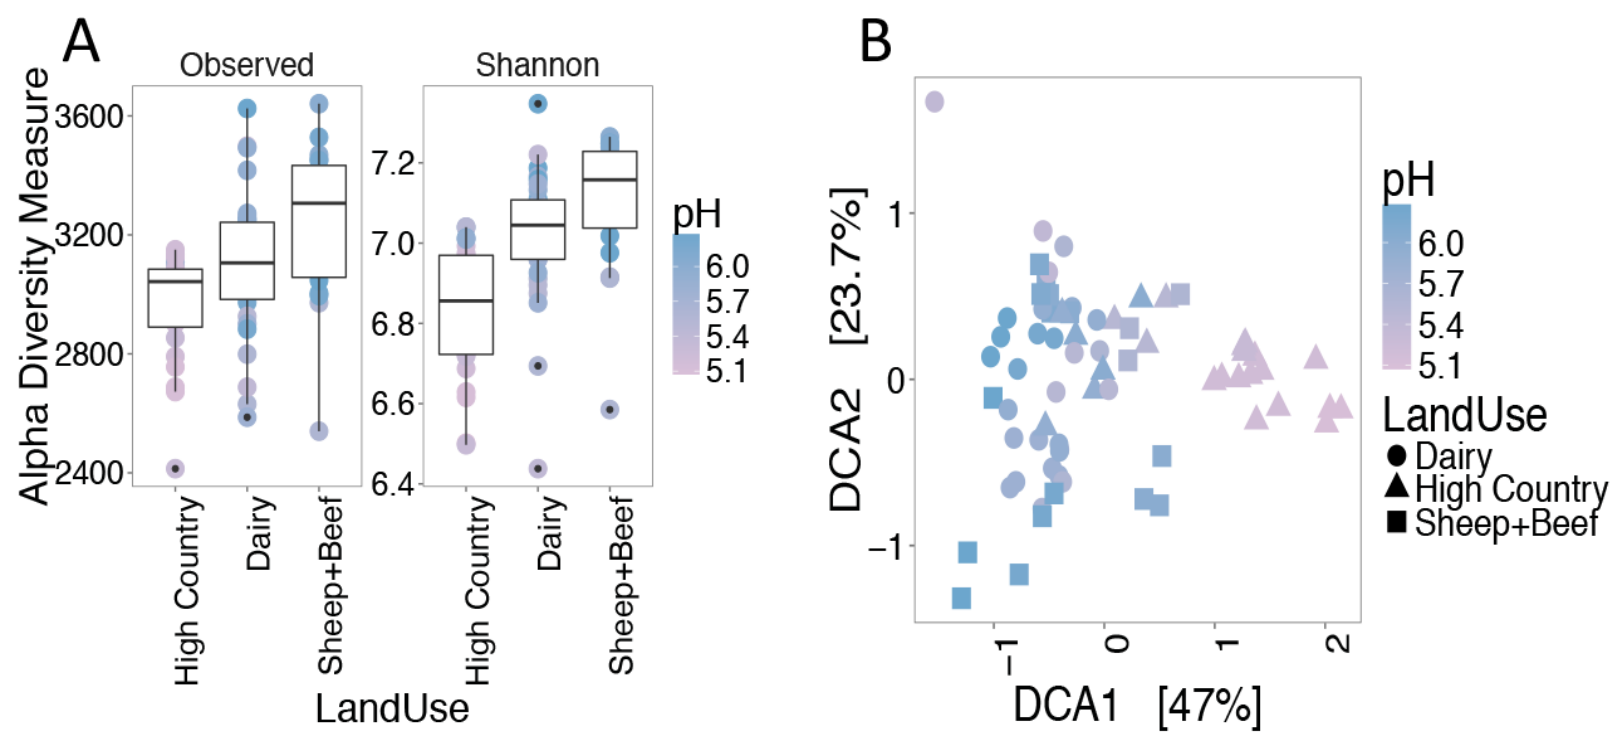 A
Observed
Shannon
Alpha Diversity Measure
3600
3200
2800
2400
7.2
7.0
6.8
6.6
6.4
High Country
Dairy
Sheep+Beef
High Country
Dairy
Sheep+Beef
LandUse
pH
6.0
5.7
5.4
5.1
B
DCA2 [23.7%]
1
0
−1
−1
0
1
2
DCA1 [47%]
pH
6.0
5.7
5.4
5.1
LandUse
Dairy
High Country
Sheep+Beef